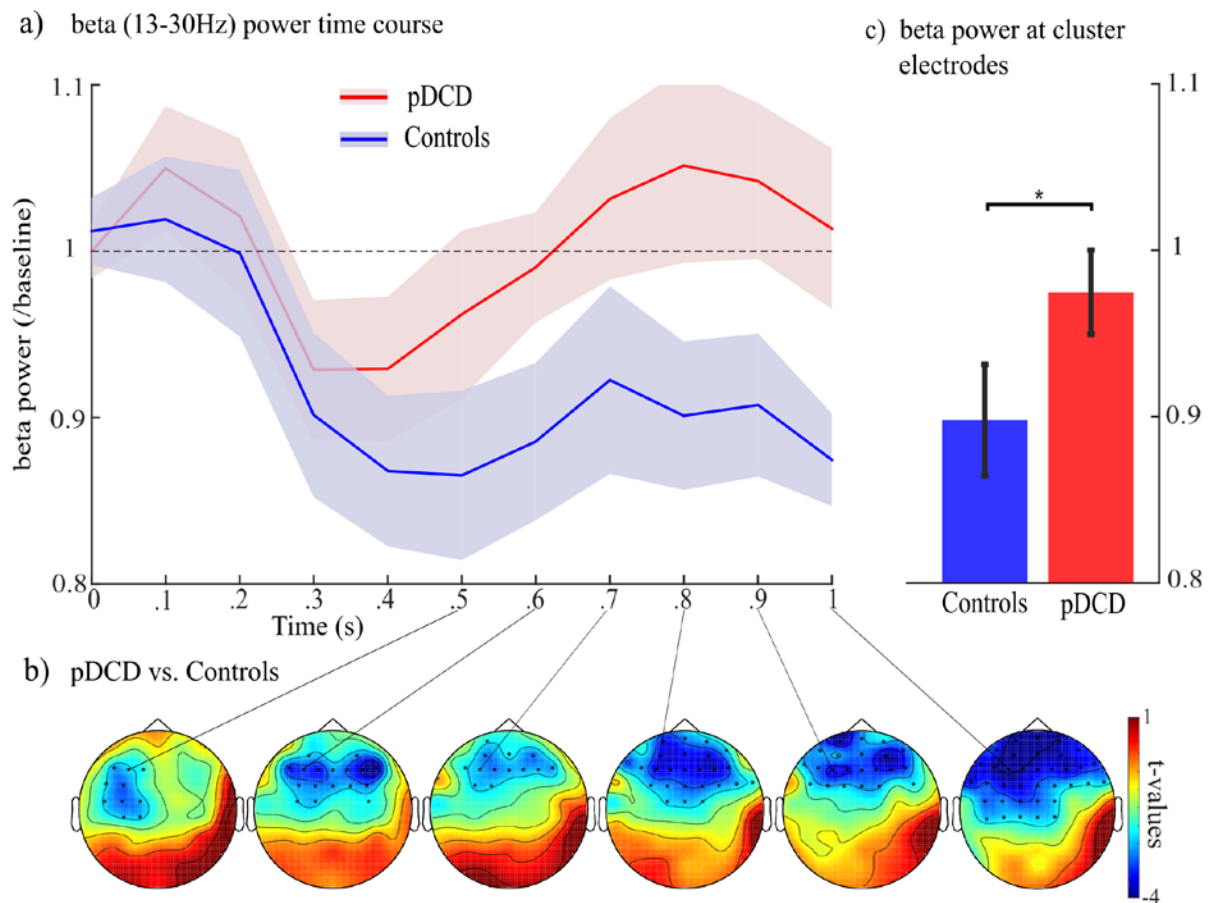 a) beta (13-30Hz) power time course
c) beta power at cluster
electrodes
1.1
pDCD
Controls
1
0.9
0.8
beta power (/baseline)
0 .1 .2 .3 .4 .5 .6 .7 .8 .9 1
Time (s)
1.1
*
1
0.9
0.8
Controls pDCD
b) pDCD vs. Controls
1
t-values
-4